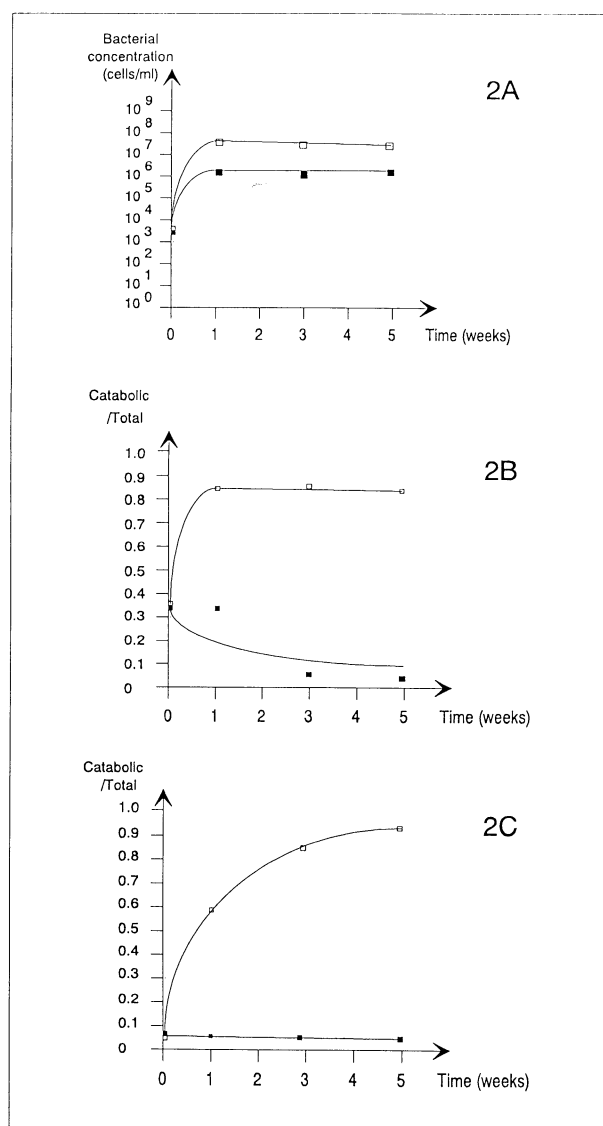 Bacterial
concentration
(cells/ml)
2A
10 9
10 8
10 7
10 6
10 5
10 4
10 3
10 2
10 1
10 0
0 1 2 3 4 5 Time (weeks)
Catabolic
/Total
2B
1.0
0.9
0.8
0.7
0.6
0.5
0.4
0.3
0.2
0.1
0
0 1 2 3 4 5 Time (weeks)
Catabolic
/Total
2C
1.0
0.9
0.8
0.7
0.6
0.5
0.4
0.3
0.2
0.1
0
0 1 2 3 4 5 Time (weeks)